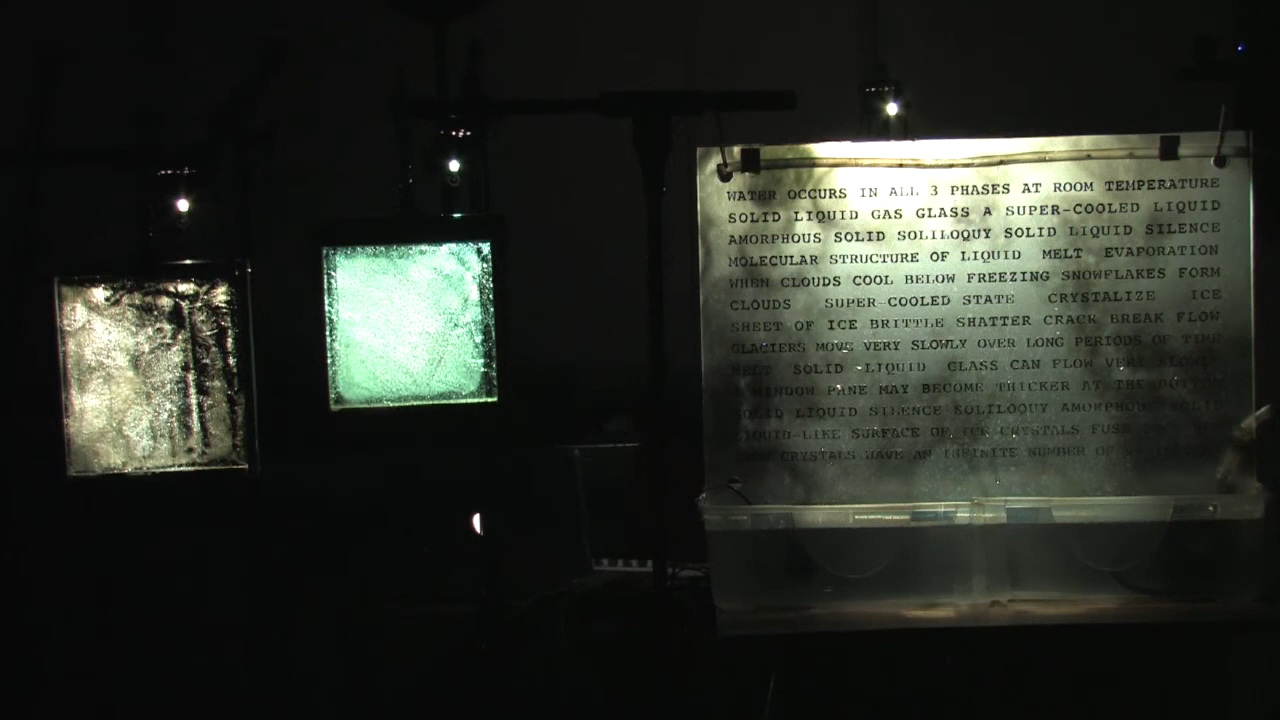 WATER OCCURS IN ALL 3 PHASES AT ROOM TEMPERATURE
SOLID LIQUID GAS GLASS A SUPER-COOLED LIQUID
AMORPHOUS SOLID SOLILOQUY SOLID LIQUID SILENCE
MOLECULAR STRUCTURE OF LIQUID MELT EVAPORATION
WHEN CLOUDS COOL BELOW FREEZING SNOWFLAKES FORM
CLOUDS SUPER-COOLED STATE CRYSTALIZE ICE
SHEET OF ICE BRITTLE SHATTER CRACK BREAK FLOW
GLACIERS MOVE VERY SLOWLY OVER LONG PERIODS OF TIME
MELT SOLID -LIQUID GLASS CAN FLOW VERY SLOWLY
A WINDOW PANE MAY BECOME THICKER AT THE BOTTOM
SOLID LIQUID SILENCE SOLILOQUY AMORPHOUS SOLID
LIQUID-LIKE SURFACE OF ICE CRYSTALS FUSE
CRYSTALS HAVE AN INFINITE NUMBER OF